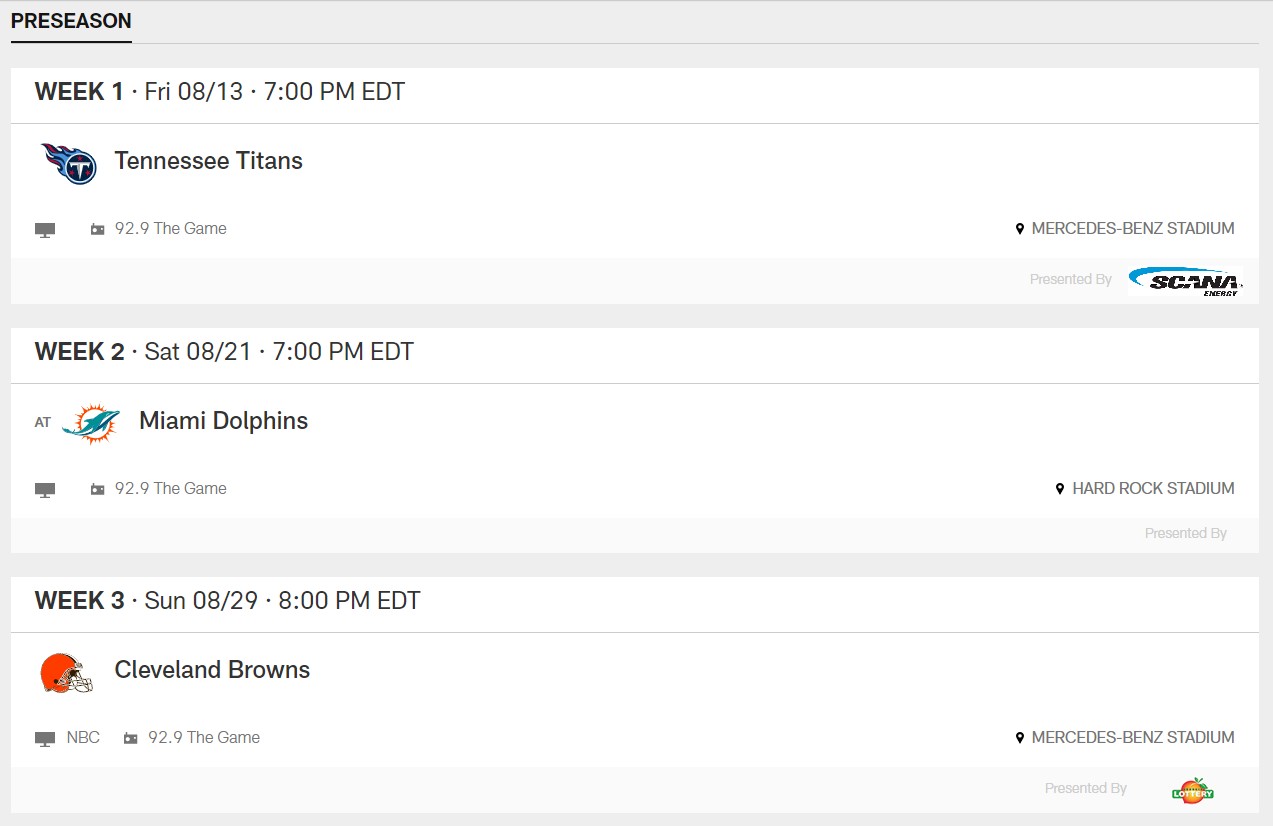 PRESEASON
WEEK 1 · Fri 08/13 · 7:00 PM EDT
T
Tennessee Titans
92.9 The Game
MERCEDES-BENZ STADIUM
Presented By
SCANA
ENERGY
WEEK 2 · Sat 08/21 · 7:00 PM EDT
AT
Miami Dolphins
92.9 The Game
HARD ROCK STADIUM
Presented By
WEEK 3 · Sun 08/29 · 8:00 PM EDT
Cleveland Browns
NBC
92.9 The Game
MERCEDES-BENZ STADIUM
Presented By
LOTTERY